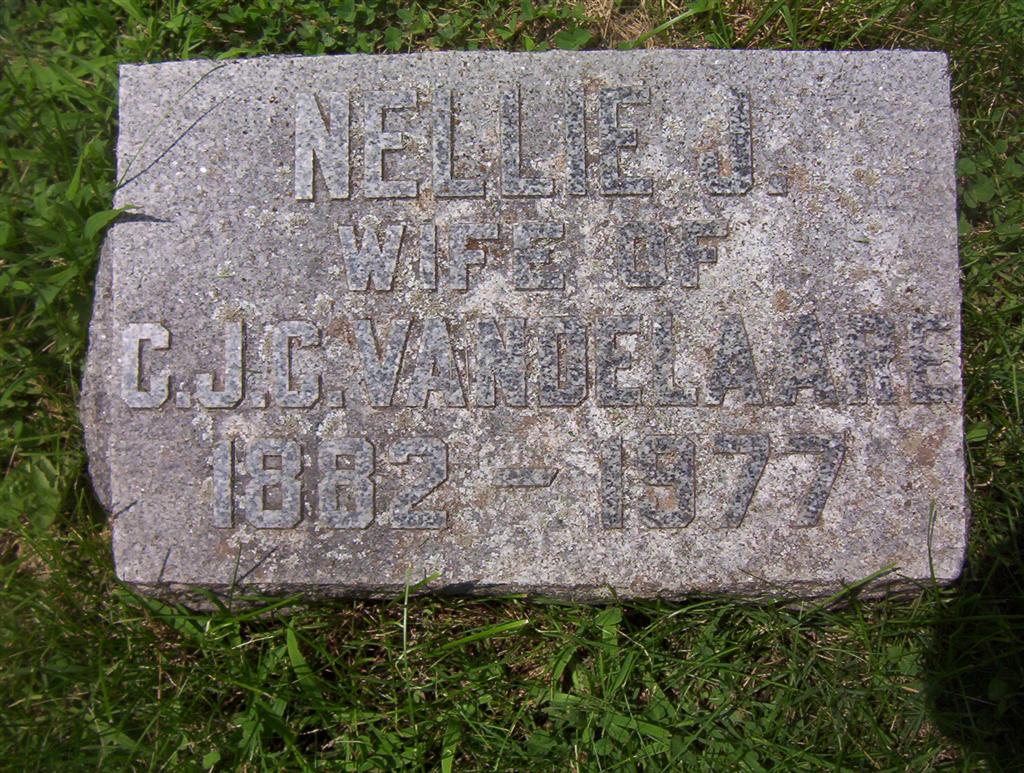 NELLIE J.
WIFE OF
C.J.C. VANDELAARE
1882 - 1977